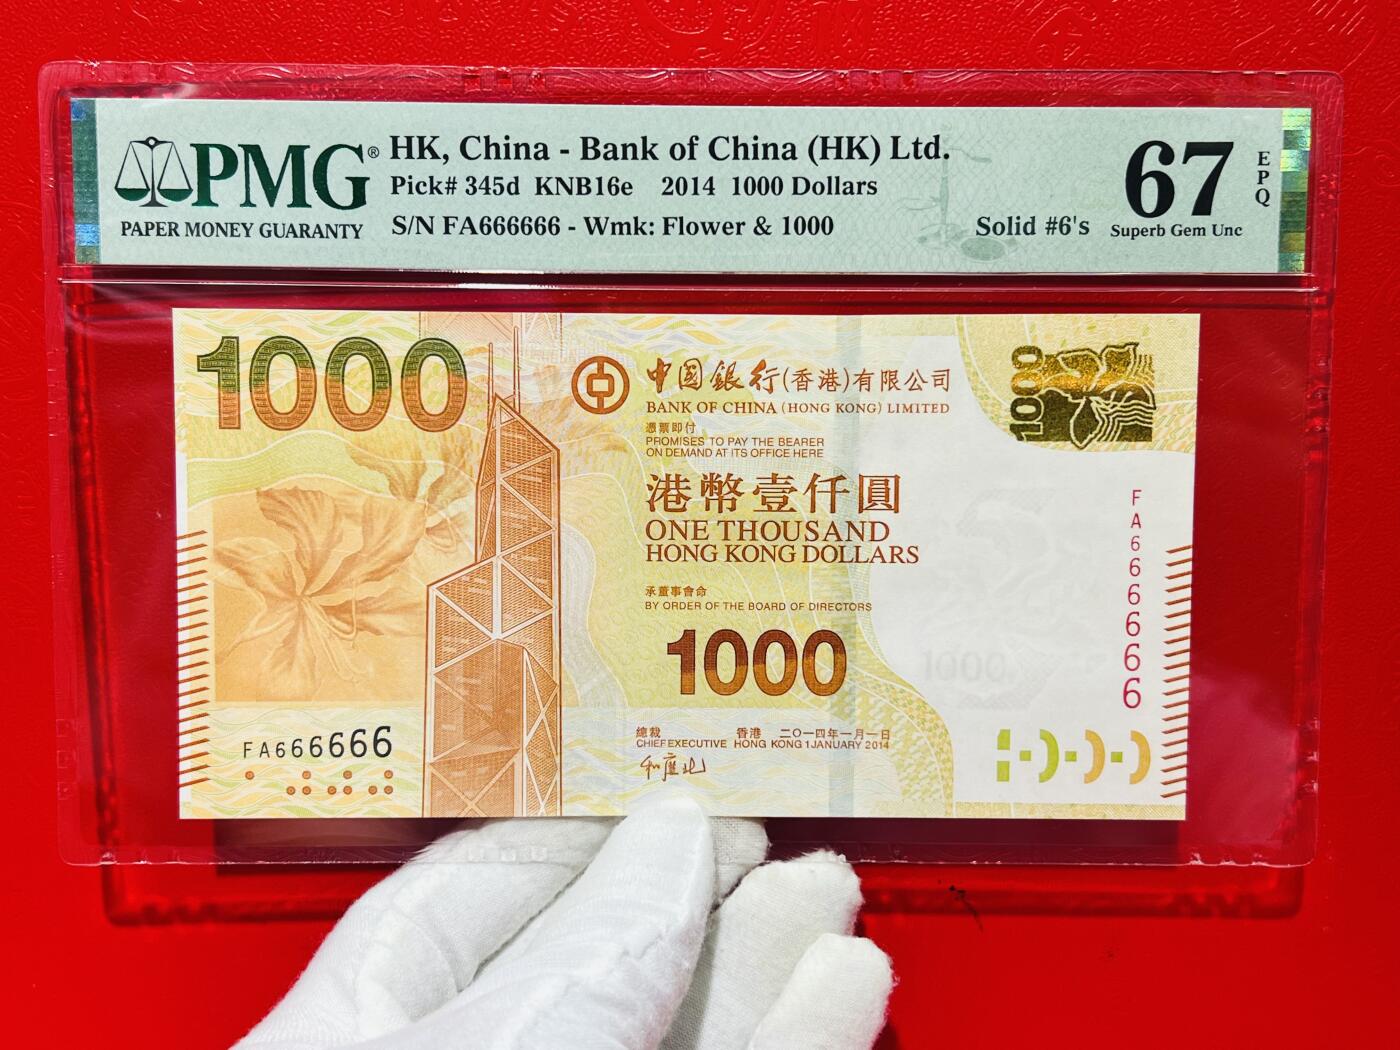 PMG®
PAPER MONEY GUARANTY
HK, China - Bank of China (HK) Ltd.
Pick# 345d KNB16e 2014 1000 Dollars
S/N FA666666 - Wmk: Flower & 1000
Solid #6's
67
EPQ
Superb Gem Unc
1000
中國銀行(香港)有限公司
BANK OF CHINA (HONG KONG) LIMITED
憑票即付
PROMISES TO PAY THE BEARER
ON DEMAND AT ITS OFFICE HERE
港幣壹仟圓
ONE THOUSAND
HONG KONG DOLLARS
承董事會命
BY ORDER OF THE BOARD OF DIRECTORS
1000
總裁 香港 二〇一四年一月一日
CHIEF EXECUTIVE HONG KONG 1 JANUARY 2014
FA666666
1000
FA666666
1000